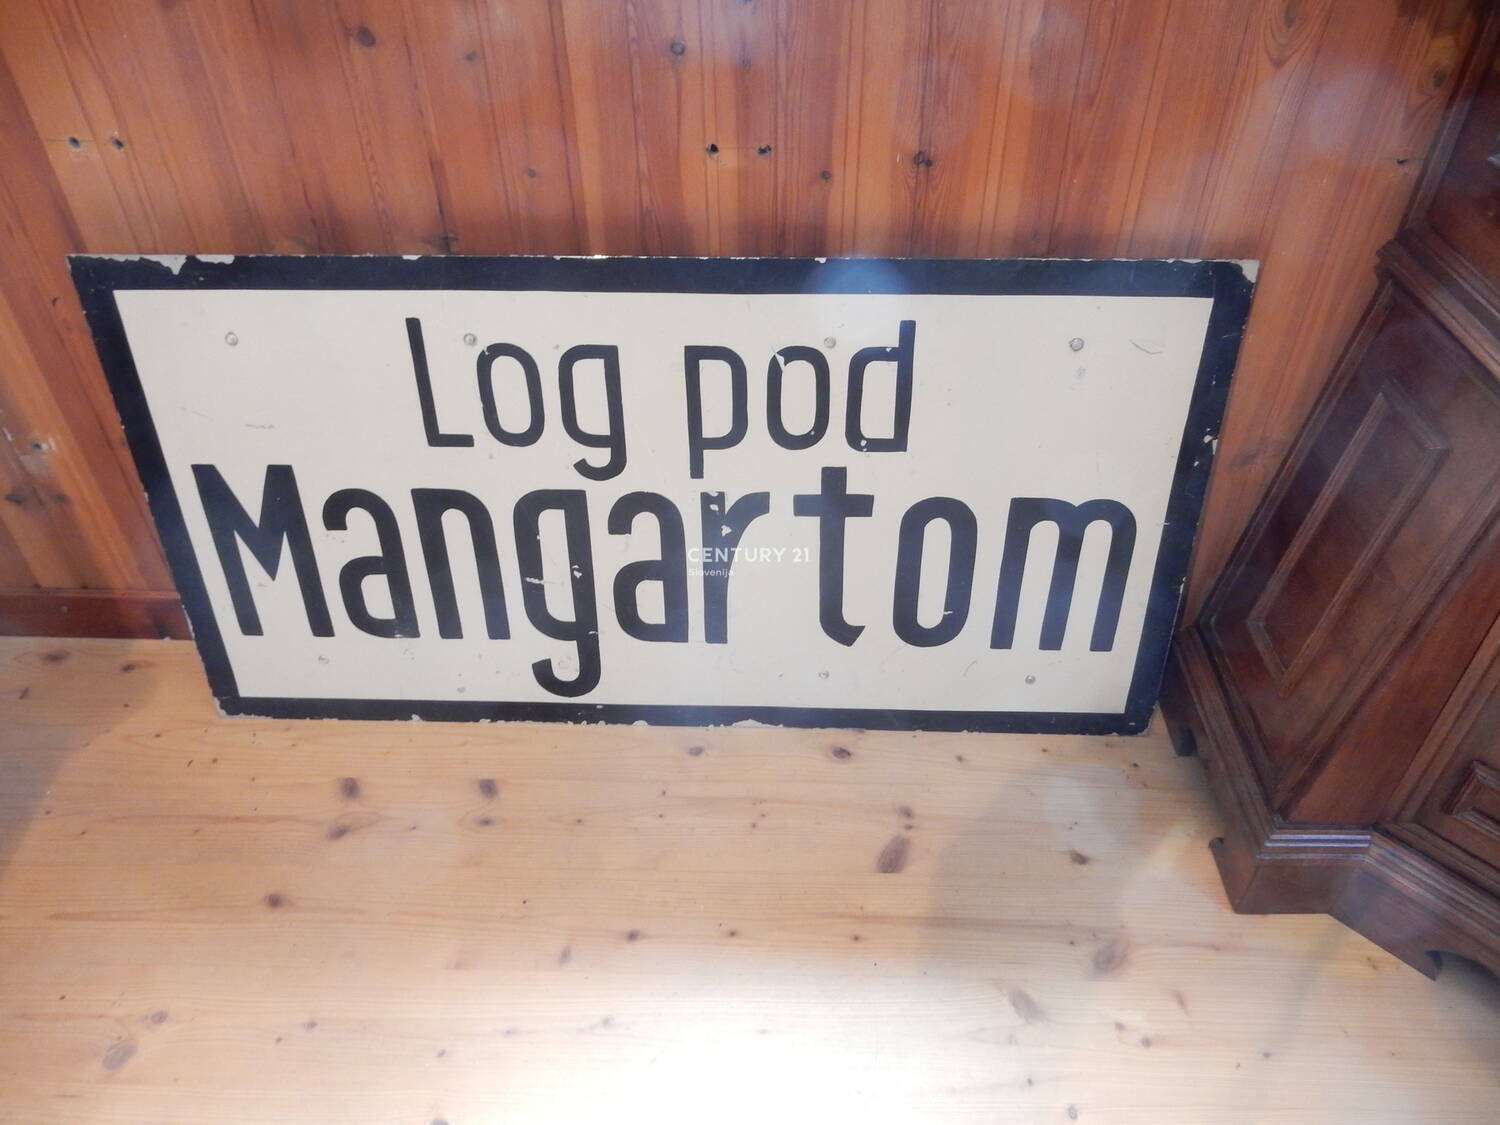 Log pod
Mangartom
CENTURY 21
Slovenija